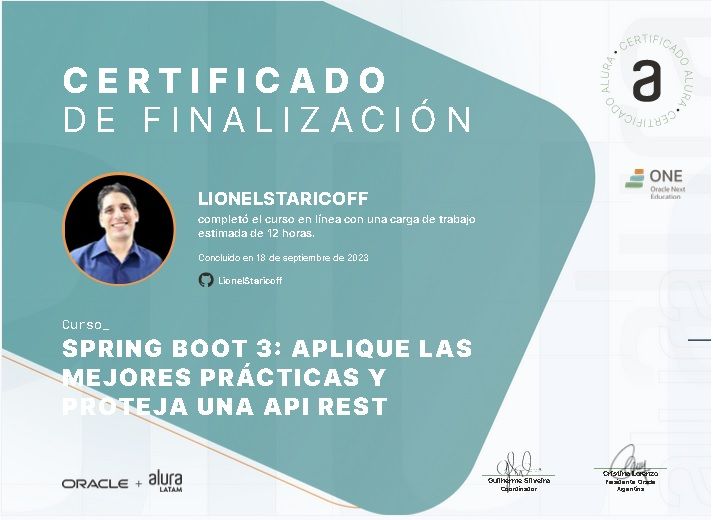 CERTIFICADO
DE FINALIZACIÓN
CERTIFICADO ALURA • CERTIFICADO ALURA •
a
ONE
Oracle Next
Education
LIONELSTARICOFF
completó el curso en línea con una carga de trabajo
estimada de 12 horas.
Concluido en 18 de septiembre de 2023
LionelStaricoff
Curso_
SPRING BOOT 3: APLIQUE LAS
MEJORES PRÁCTICAS Y
PROTEJA UNA API REST
ORACLE + alura
LATAM
Guilherme Silveira
Coordinador
Cristina Lorenzo
Presidente Oracle
Argentina